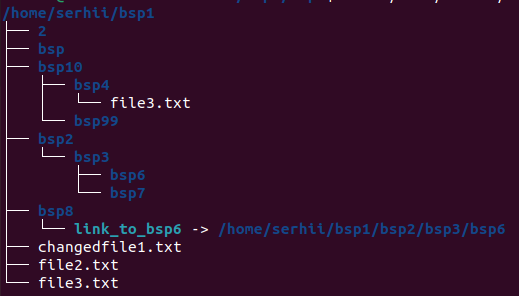 /home/serhii/bsp1
├── 2
├── bsp
├── bsp10
│   ├── bsp4
│   │   └── file3.txt
│   └── bsp99
├── bsp2
│   └── bsp3
│       ├── bsp6
│       └── bsp7
├── bsp8
│   └── link_to_bsp6 -> /home/serhii/bsp1/bsp2/bsp3/bsp6
├── changedfile1.txt
├── file2.txt
└── file3.txt